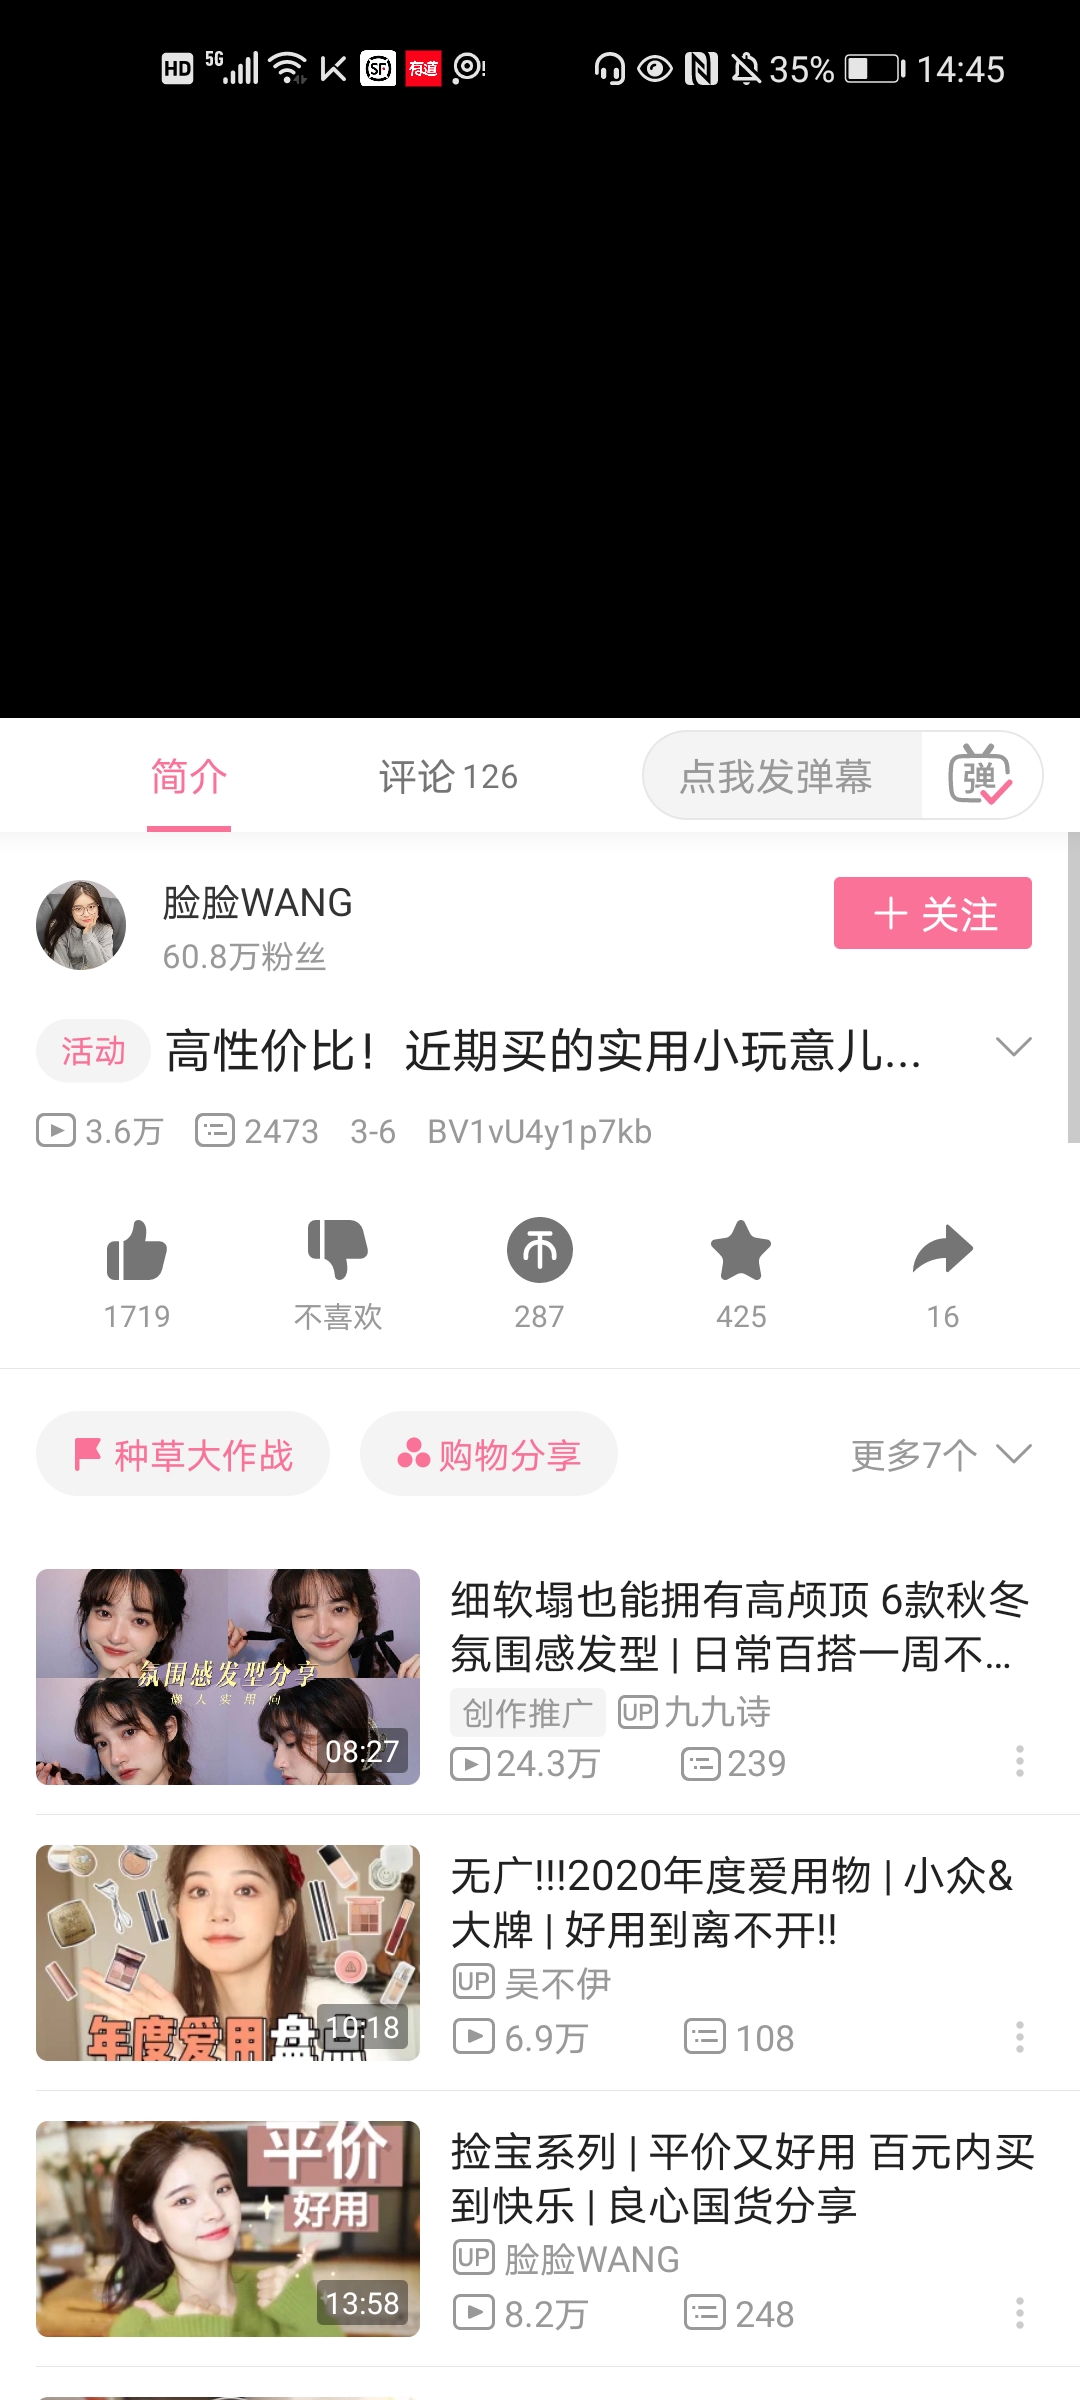 HD 5G SF 有道 35% 14:45
简介 评论 126 点我发弹幕 弹
脸脸WANG
60.8万粉丝
关注
活动 高性价比！近期买的实用小玩意儿...
3.6万 2473 3-6 BV1vU4y1p7kb
1719 不喜欢 287 425 16
种草大作战 购物分享 更多7个
氛围感发型分享
懒人实用向
08:27
细软塌也能拥有高颅顶 6款秋冬
氛围感发型 | 日常百搭一周不...
创作推广 UP 九九诗
24.3万 239
年度爱用盘点
10:18
无广!!!2020年度爱用物 | 小众&
大牌 | 好用到离不开!!
UP 吴不伊
6.9万 108
平价
好用
13:58
捡宝系列 | 平价又好用 百元内买
到快乐 | 良心国货分享
UP 脸脸WANG
8.2万 248